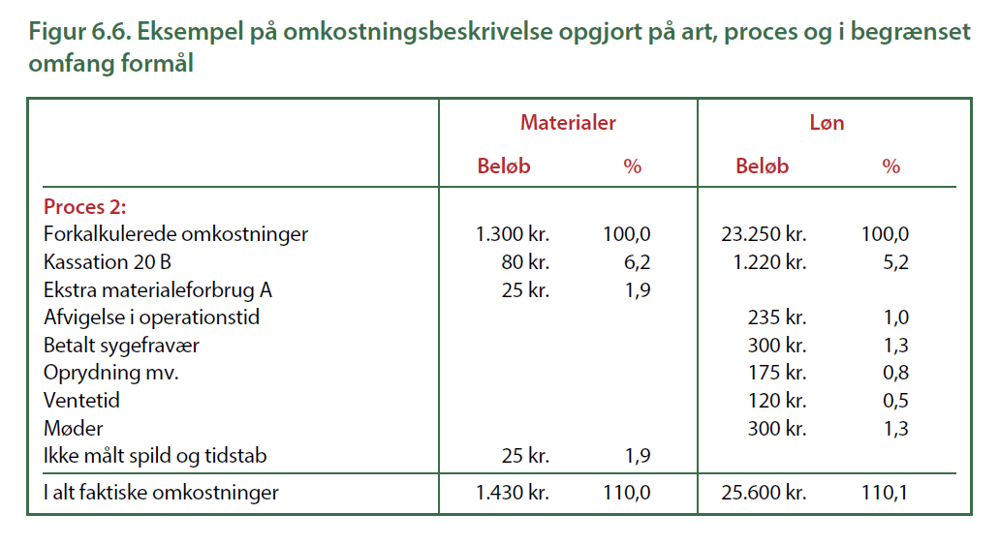 Figur 6.6. Eksempel på omkostningsbeskrivelse opgjort på art, proces og i begrænset
omfang formål
Materialer Løn
Beløb % Beløb %
Proces 2:
Forkalkulerede omkostninger 1.300 kr. 100,0 23.250 kr. 100,0
Kassation 20 B 80 kr. 6,2 1.220 kr. 5,2
Ekstra materialeforbrug A 25 kr. 1,9
Afvigelse i operationstid 235 kr. 1,0
Betalt sygefravær 300 kr. 1,3
Oprydning mv. 175 kr. 0,8
Ventetid 120 kr. 0,5
Møder 300 kr. 1,3
Ikke målt spild og tidstab 25 kr. 1,9
I alt faktiske omkostninger 1.430 kr. 110,0 25.600 kr. 110,1